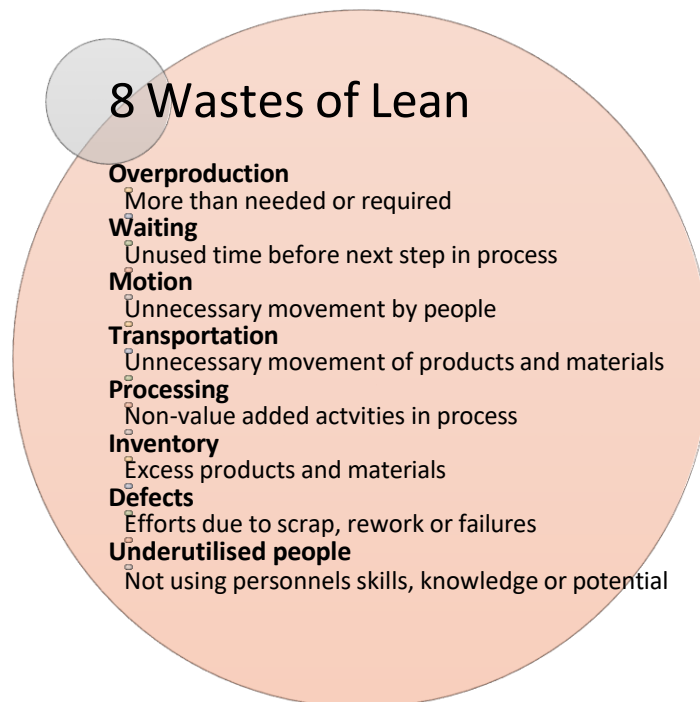 8 Wastes of Lean
Overproduction
More than needed or required
Waiting
Unused time before next step in process
Motion
Unnecessary movement by people
Transportation
Unnecessary movement of products and materials
Processing
Non-value added actvities in process
Inventory
Excess products and materials
Defects
Efforts due to scrap, rework or failures
Underutilised people
Not using personnels skills, knowledge or potential